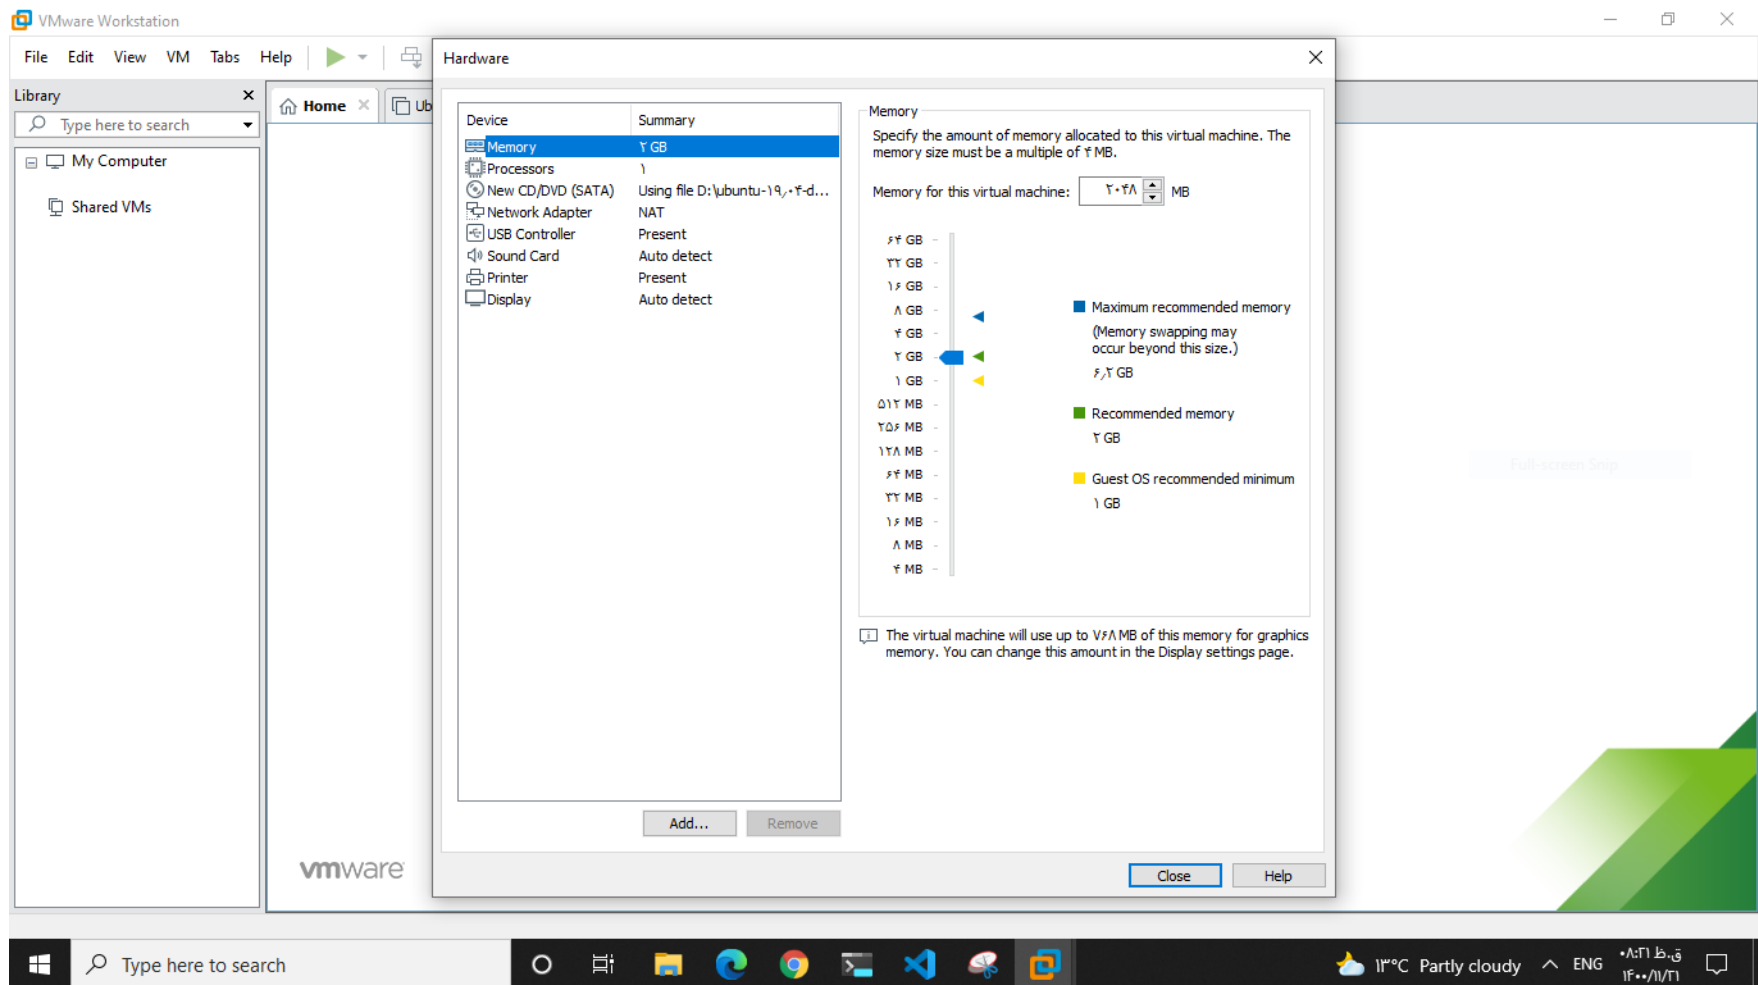 VMware Workstation
File Edit View VM Tabs Help
Library
Type here to search
My Computer
Shared VMs
Home
Ub
Hardware
Device Summary
Memory ۲ GB
Processors ۱
New CD/DVD (SATA) Using file D:\ubuntu-۱۹٫۰۴-d...
Network Adapter NAT
USB Controller Present
Sound Card Auto detect
Printer Present
Display Auto detect
Add...
Remove
Memory
Specify the amount of memory allocated to this virtual machine. The
memory size must be a multiple of ۴ MB.
Memory for this virtual machine: ۲۰۴۸ MB
۶۴ GB
۳۲ GB
۱۶ GB
۸ GB
۴ GB
۲ GB
۱ GB
۵۱۲ MB
۲۵۶ MB
۱۲۸ MB
۶۴ MB
۳۲ MB
۱۶ MB
۸ MB
۴ MB
Maximum recommended memory
(Memory swapping may
occur beyond this size.)
۶٫۲ GB
Recommended memory
۲ GB
Guest OS recommended minimum
۱ GB
The virtual machine will use up to ۷۶۸ MB of this memory for graphics
memory. You can change this amount in the Display settings page.
Close
Help
Full-screen Snip
vmware
Type here to search
۱۳°C Partly cloudy
ENG
۰۸:۲۱ ق.ظ
۱۴۰۰/۱۱/۲۱